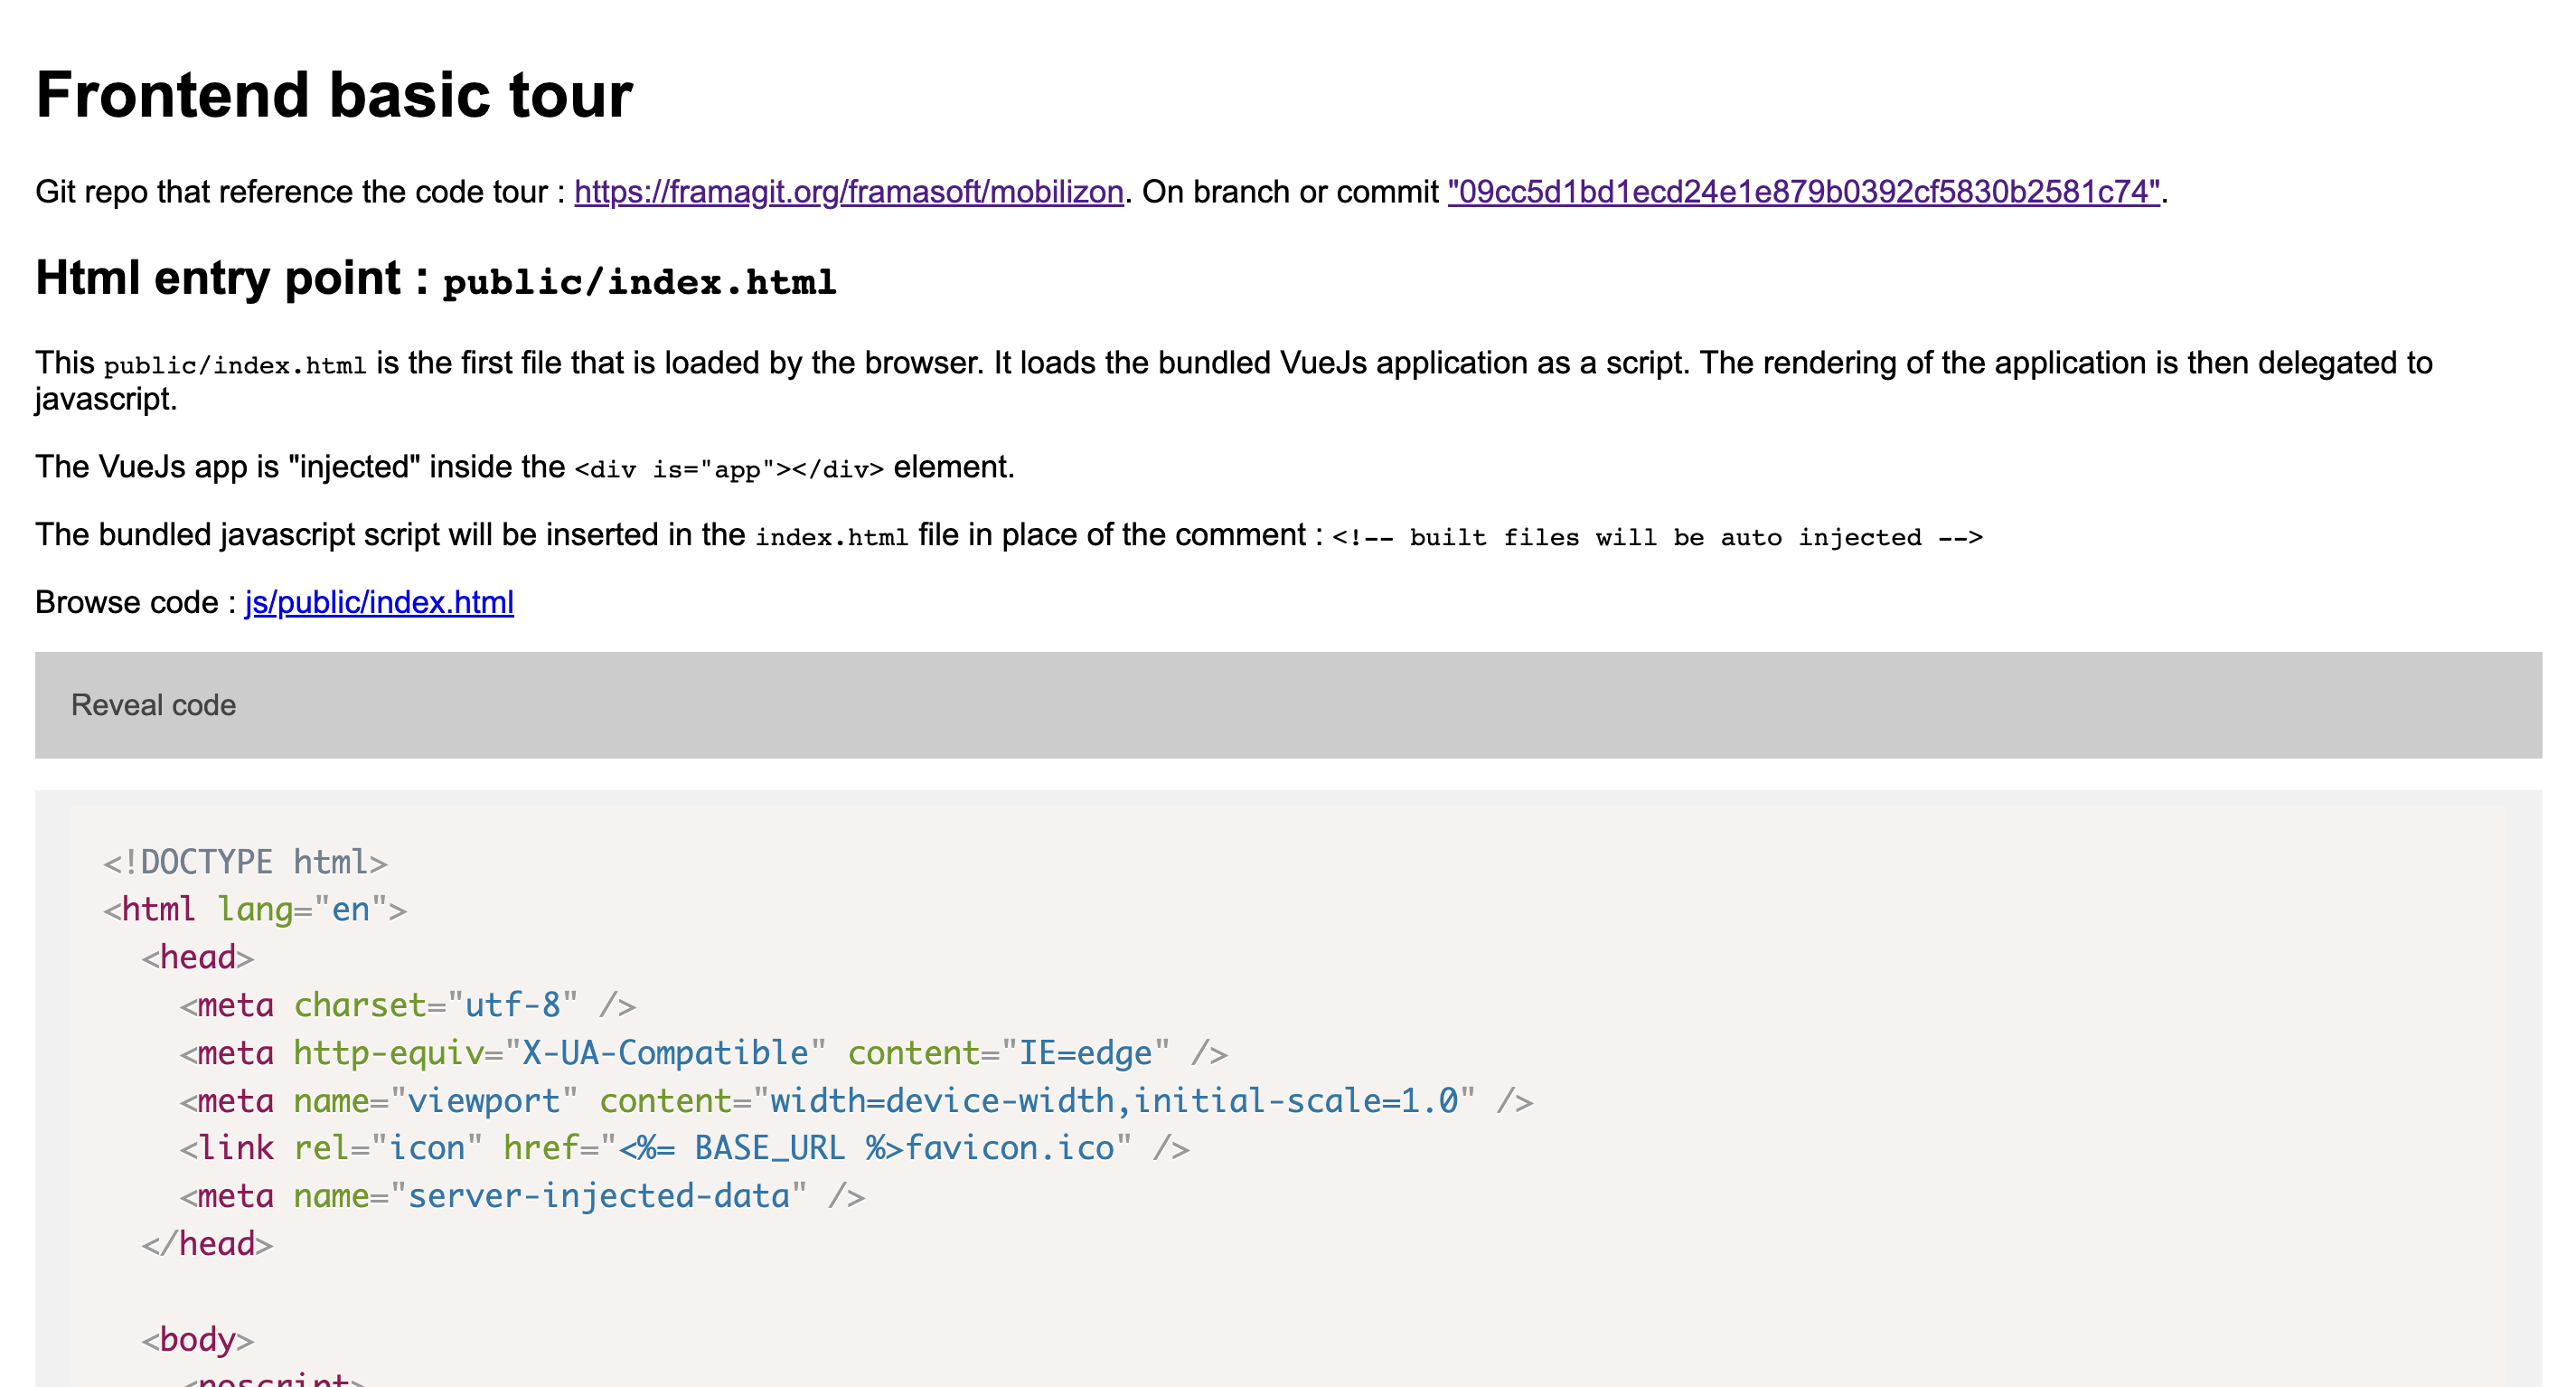 Frontend basic tour
Git repo that reference the code tour : https://framagit.org/framasoft/mobilizon. On branch or commit "09cc5d1bd1ecd24e1e879b0392cf5830b2581c74".
Html entry point : public/index.html
This public/index.html is the first file that is loaded by the browser. It loads the bundled VueJs application as a script. The rendering of the application is then delegated to
javascript.
The VueJs app is "injected" inside the <div is="app"></div> element.
The bundled javascript script will be inserted in the index.html file in place of the comment : <!-- built files will be auto injected -->
Browse code : js/public/index.html
Reveal code
<!DOCTYPE html>
<html lang="en">
  <head>
    <meta charset="utf-8" />
    <meta http-equiv="X-UA-Compatible" content="IE=edge" />
    <meta name="viewport" content="width=device-width,initial-scale=1.0" />
    <link rel="icon" href="<%= BASE_URL %>favicon.ico" />
    <meta name="server-injected-data" />
  </head>
  <body>
    <noscript>